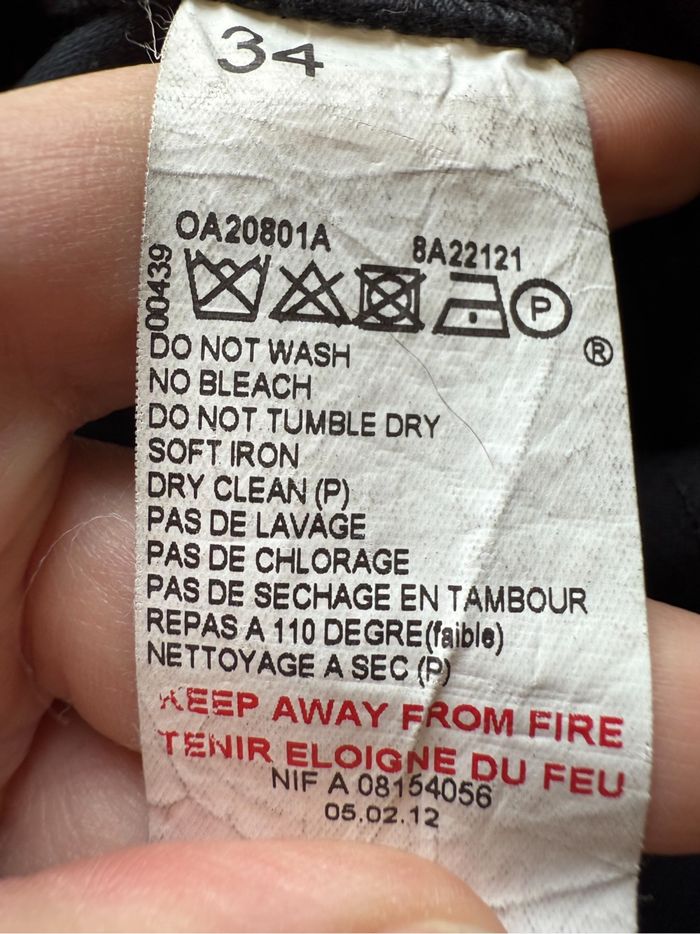 34
OA20801A 8A22121
00439
P
®
DO NOT WASH
NO BLEACH
DO NOT TUMBLE DRY
SOFT IRON
DRY CLEAN (P)
PAS DE LAVAGE
PAS DE CHLORAGE
PAS DE SECHAGE EN TAMBOUR
REPAS A 110 DEGRE(faible)
NETTOYAGE A SEC (P)
KEEP AWAY FROM FIRE
TENIR ELOIGNE DU FEU
NIF A 08154056
05.02.12